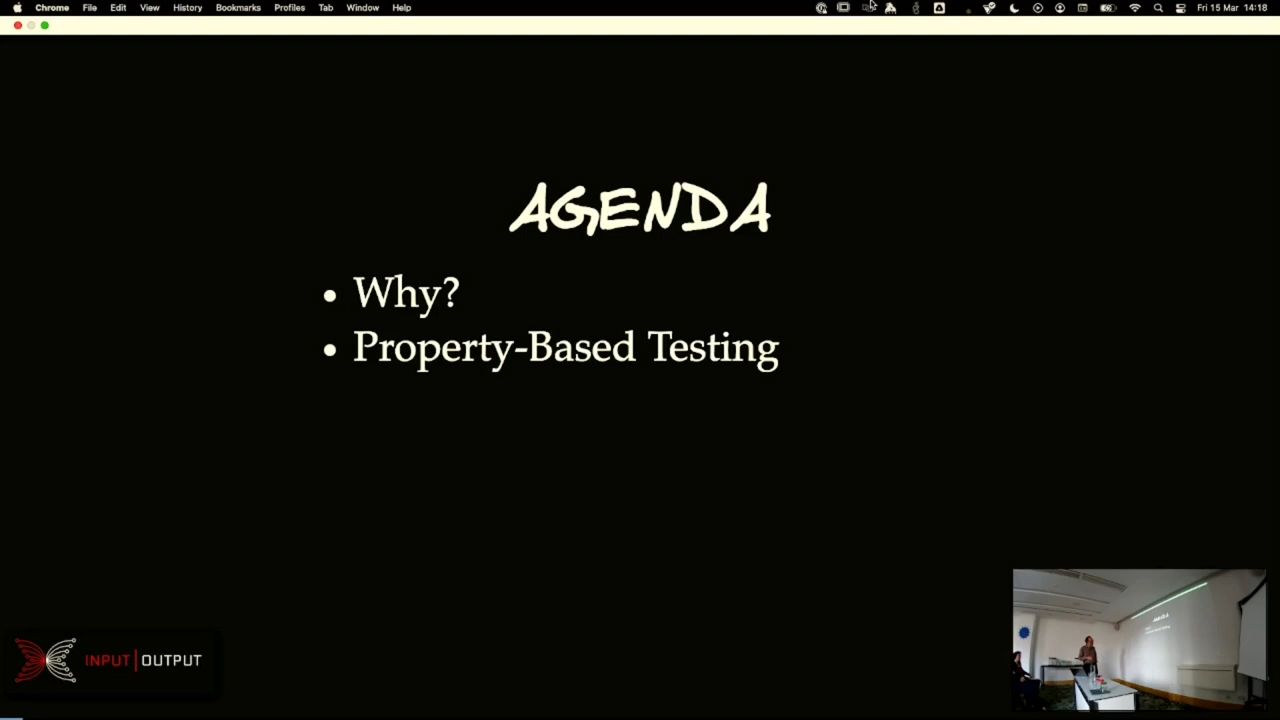 Chrome File Edit View History Bookmarks Profiles Tab Window Help Fri 15 Mar 14:18
AGENDA
• Why?
• Property-Based Testing
INPUT|OUTPUT
AGENDA